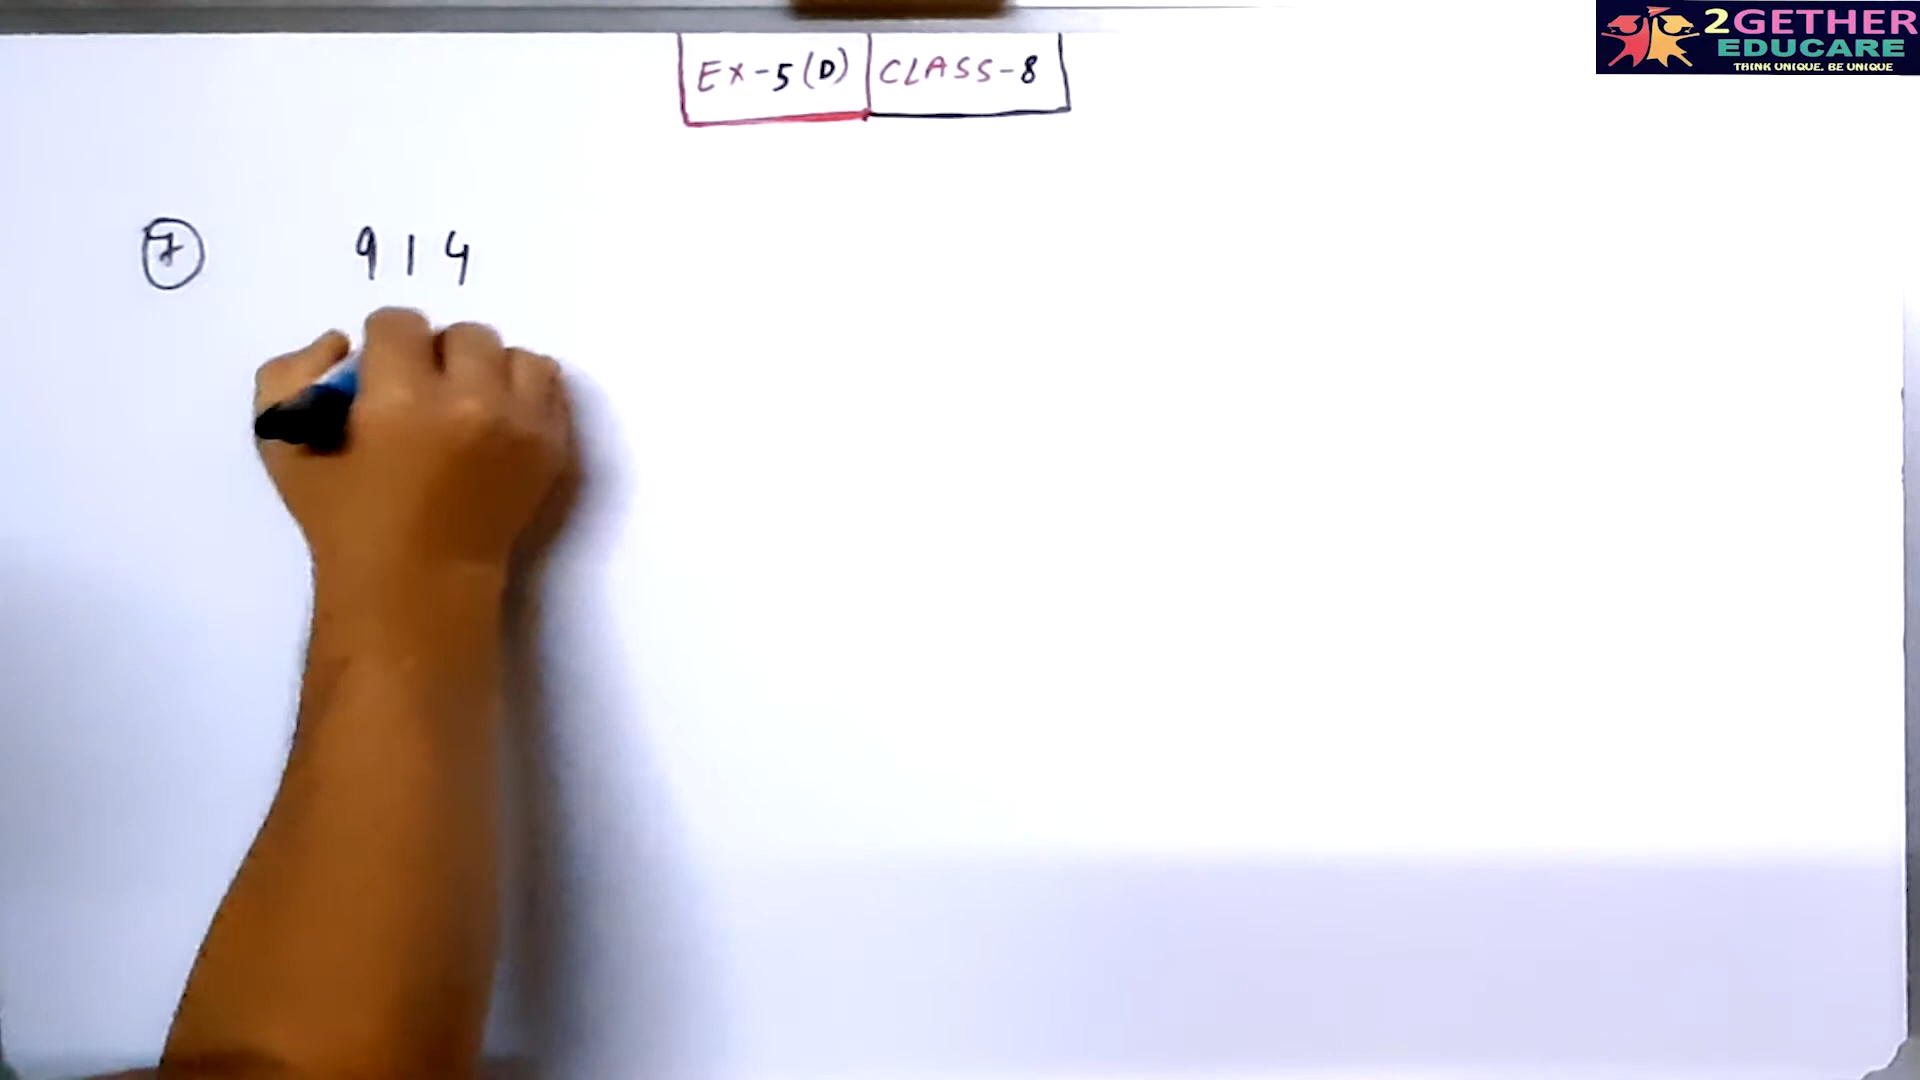 EX-5(D) CLASS-8
2GETHER
EDUCARE
THINK UNIQUE. BE UNIQUE
7 914